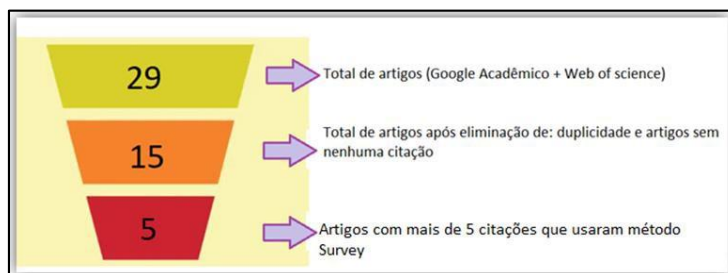 29
Total de artigos (Google Acadêmico + Web of science)
15
Total de artigos após eliminação de: duplicidade e artigos sem
nenhuma citação
5
Artigos com mais de 5 citações que usaram método
Survey